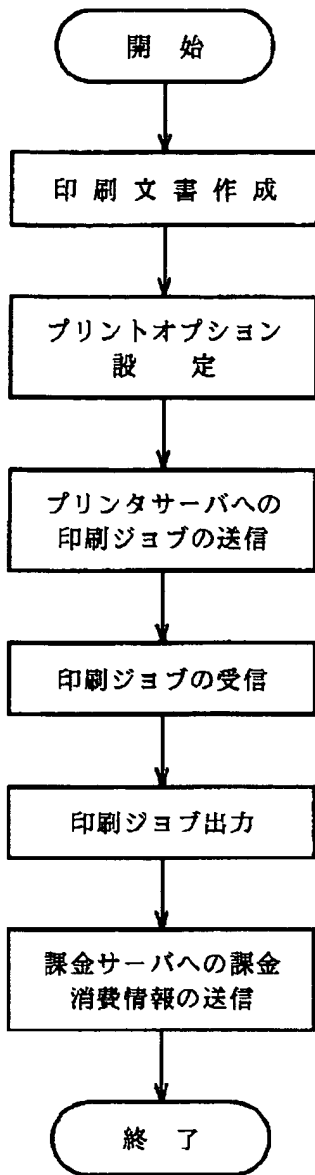 開始
印刷文書作成
プリントオプション
設定
プリンタサーバへの
印刷ジョブの送信
印刷ジョブの受信
印刷ジョブ出力
課金サーバへの課金
消費情報の送信
終了